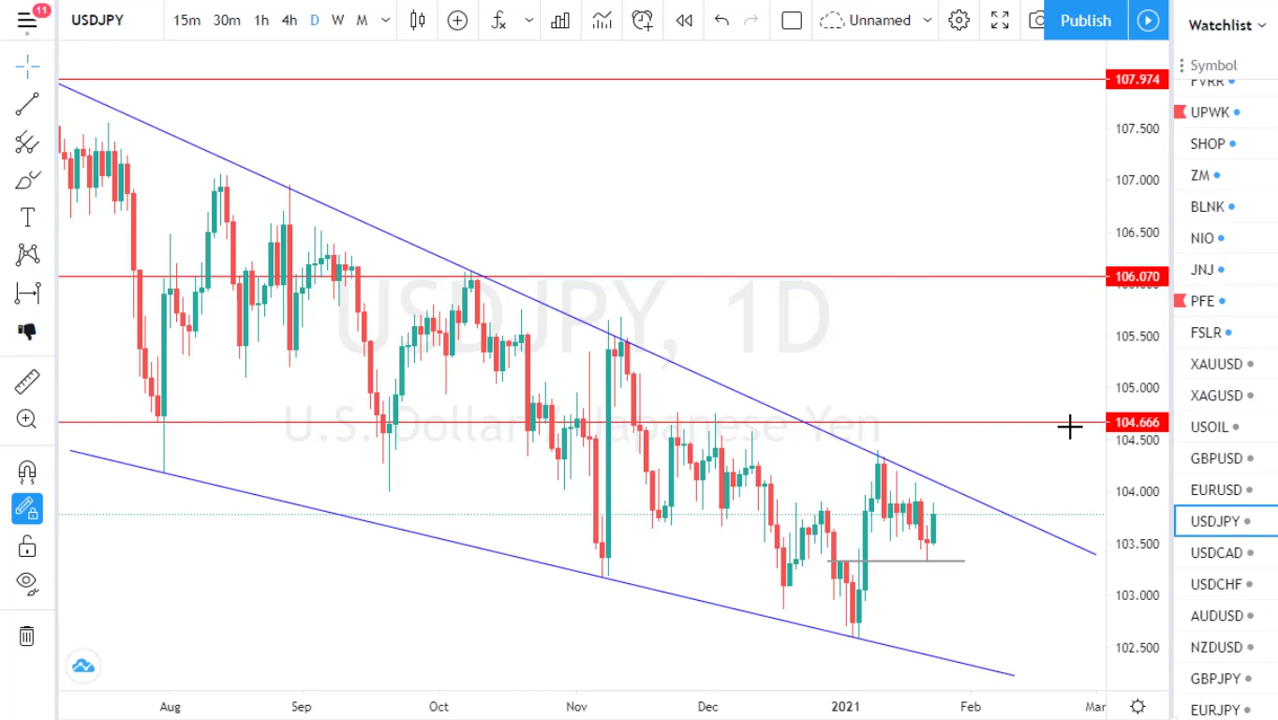 11
USDJPY
15m 30m 1h 4h D W M
Unnamed
Publish
Watchlist
Symbol
FVRR
UPWK
SHOP
ZM
BLNK
NIO
JNJ
PFE
FSLR
XAUUSD
XAGUSD
USOIL
GBPUSD
EURUSD
USDJPY
USDCAD
USDCHF
AUDUSD
NZDUSD
GBPJPY
EURJPY
107.974
107.500
107.000
106.500
106.070
106.000
105.500
105.000
104.666
104.500
104.000
103.500
103.000
102.500
USDJPY, 1D
U.S. Dollar / Japanese Yen
Aug Sep Oct Nov Dec 2021 Feb Mar